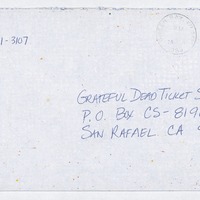 1-3107
GRATEFUL DEAD TICKET S
P.O. BOX CS-819
SAN RAFAEL CA